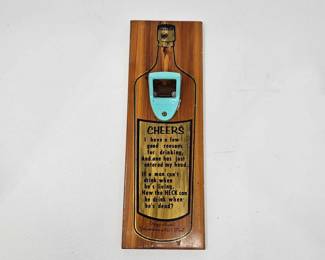 CHEERS
I have a few
good reasons
for drinking,
And one has just
entered my head...
If a man can't
drink when
he's living,
How the HECK can
he drink when
he's dead?